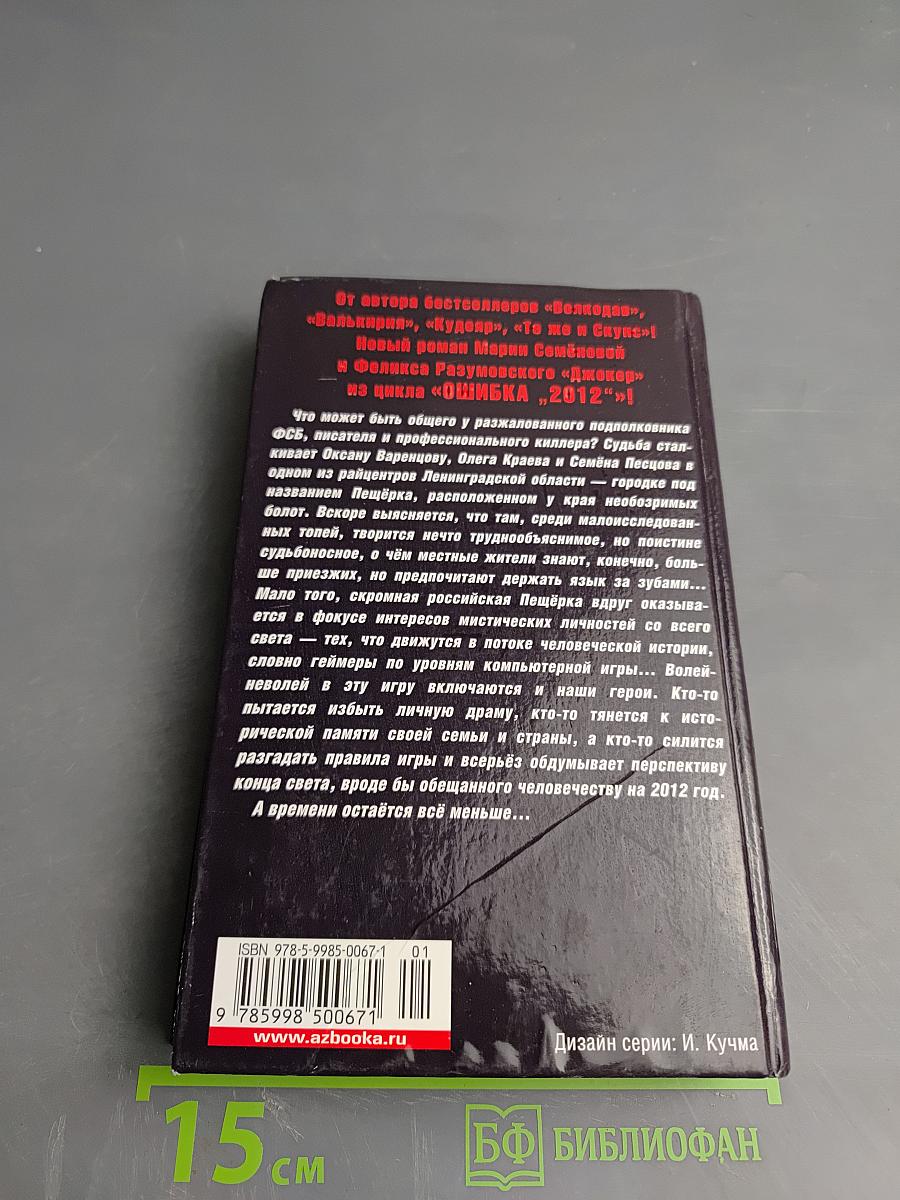 От автора бестселлеров «Волкодав»,
«Валькирия», «Кудеяр», «Те же и Скунс»!
Новый роман Марии Семёновой
и Феликса Разумовского «Джокер»
из цикла «ОШИБКА „2012“»!
Что может быть общего у разжалованного подполковника
ФСБ, писателя и профессионального киллера? Судьба стал-
кивает Оксану Варенцову, Олега Краева и Семёна Песцова в
одном из райцентров Ленинградской области — городке под
названием Пещёрка, расположенном у края необозримых
болот. Вскоре выясняется, что там, среди малоисследован-
ных топей, творится нечто труднообъяснимое, но поистине
судьбоносное, о чём местные жители знают, конечно, боль-
ше приезжих, но предпочитают держать язык за зубами...
Мало того, скромная российская Пещёрка вдруг оказыва-
ется в фокусе интересов мистических личностей со всего
света — тех, что движутся в потоке человеческой истории,
словно геймеры по уровням компьютерной игры... Волей-
неволей в эту игру включаются и наши герои. Кто-то
пытается избыть личную драму, кто-то тянется к исто-
рической памяти своей семьи и страны, а кто-то силится
разгадать правила игры и всерьёз обдумывает перспективу
конца света, вроде бы обещанного человечеству на 2012 год.
А времени остаётся всё меньше...
ISBN 978-5-9985-0067-1 01
9 785998 500671
www.azbooka.ru
Дизайн серии: И. Кучма
15 см
БФ БИБЛИОФАН